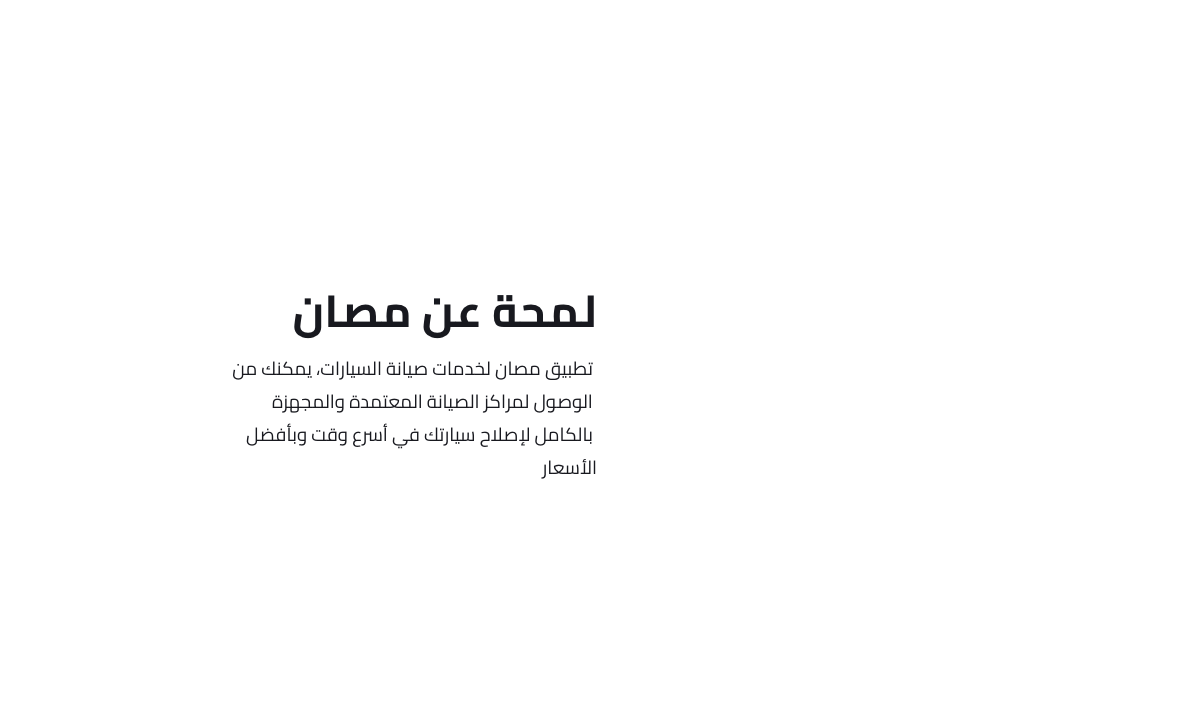 لمحة عن مصان
تطبيق مصان لخدمات صيانة السيارات، يمكنك من
الوصول لمراكز الصيانة المعتمدة والمجهزة
بالكامل لإصلاح سيارتك في أسرع وقت وبأفضل
الأسعار